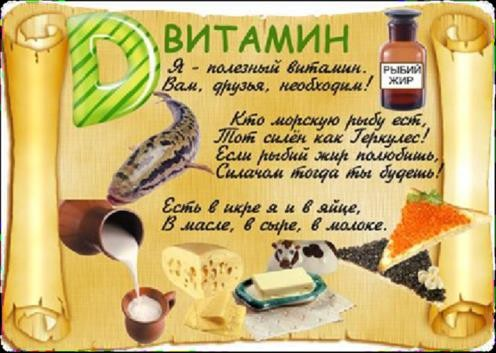 D ВИТАМИН
Я - полезный витамин.
Вам, друзья, необходим!
РЫБИЙ
ЖИР
Кто морскую рыбу ест,
Тот силён как Геркулес!
Если рыбий жир полюбишь,
Силачом тогда ты будешь!
Есть в икре я и в яйце,
В масле, в сыре, в молоке.